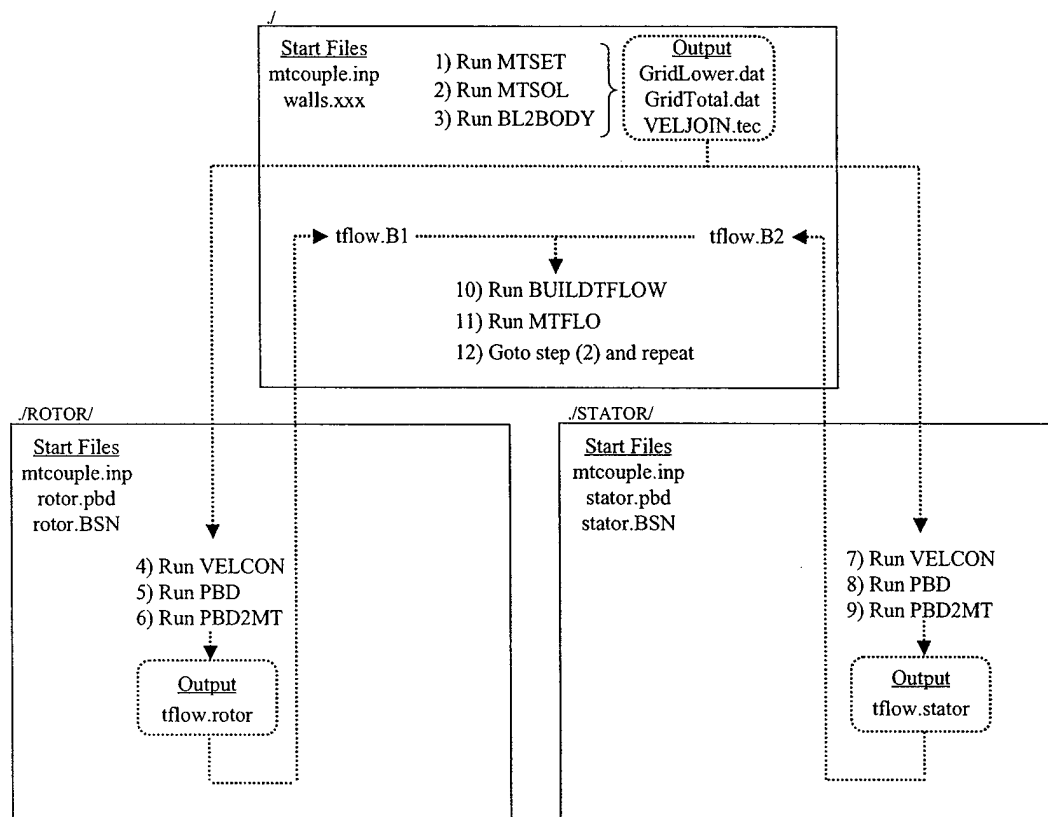 ./
Start Files
mtcouple.inp
walls.xxx
1) Run MTSET
2) Run MTSOL
3) Run BL2BODY
Output
GridLower.dat
GridTotal.dat
VELJOIN.tec
tflow.B1
tflow.B2
10) Run BUILDTFLOW
11) Run MTFLO
12) Goto step (2) and repeat
./ROTOR/
Start Files
mtcouple.inp
rotor.pbd
rotor.BSN
4) Run VELCON
5) Run PBD
6) Run PBD2MT
Output
tflow.rotor
./STATOR/
Start Files
mtcouple.inp
stator.pbd
stator.BSN
7) Run VELCON
8) Run PBD
9) Run PBD2MT
Output
tflow.stator